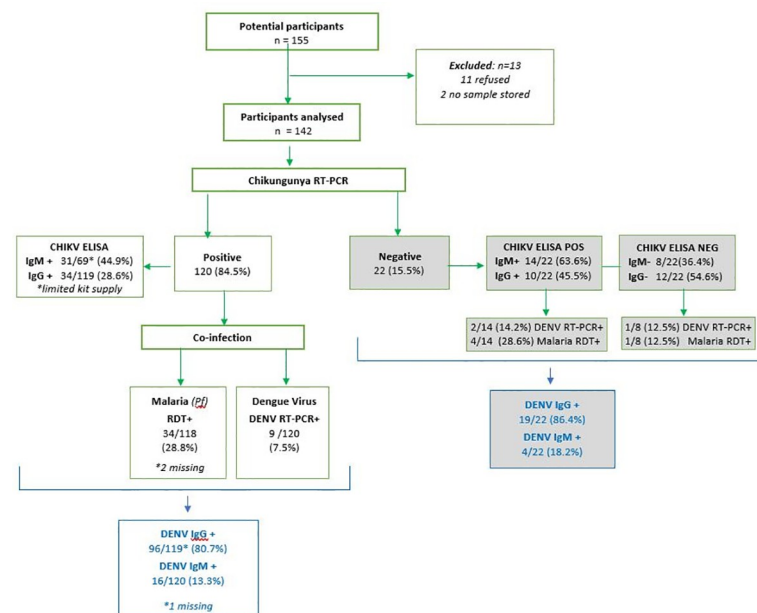 Potential participants
n = 155
Excluded: n=13
11 refused
2 no sample stored
Participants analysed
n = 142
Chikungunya RT-PCR
CHIKV ELISA
IgM + 31/69* (44.9%)
IgG + 34/119 (28.6%)
*limited kit supply
Positive
120 (84.5%)
Negative
22 (15.5%)
CHIKV ELISA POS
IgM+ 14/22 (63.6%)
IgG + 10/22 (45.5%)
CHIKV ELISA NEG
IgM- 8/22(36.4%)
IgG- 12/22 (54.6%)
2/14 (14.2%) DENV RT-PCR+
4/14 (28.6%) Malaria RDT+
1/8 (12.5%) DENV RT-PCR+
1/8 (12.5%) Malaria RDT+
Co-infection
Malaria (Pf)
RDT+
34/118
(28.8%)
*2 missing
Dengue Virus
DENV RT-PCR+
9 /120
(7.5%)
DENV IgG +
19/22 (86.4%)
DENV IgM +
4/22 (18.2%)
DENV IgG +
96/119* (80.7%)
DENV IgM +
16/120 (13.3%)
*1 missing